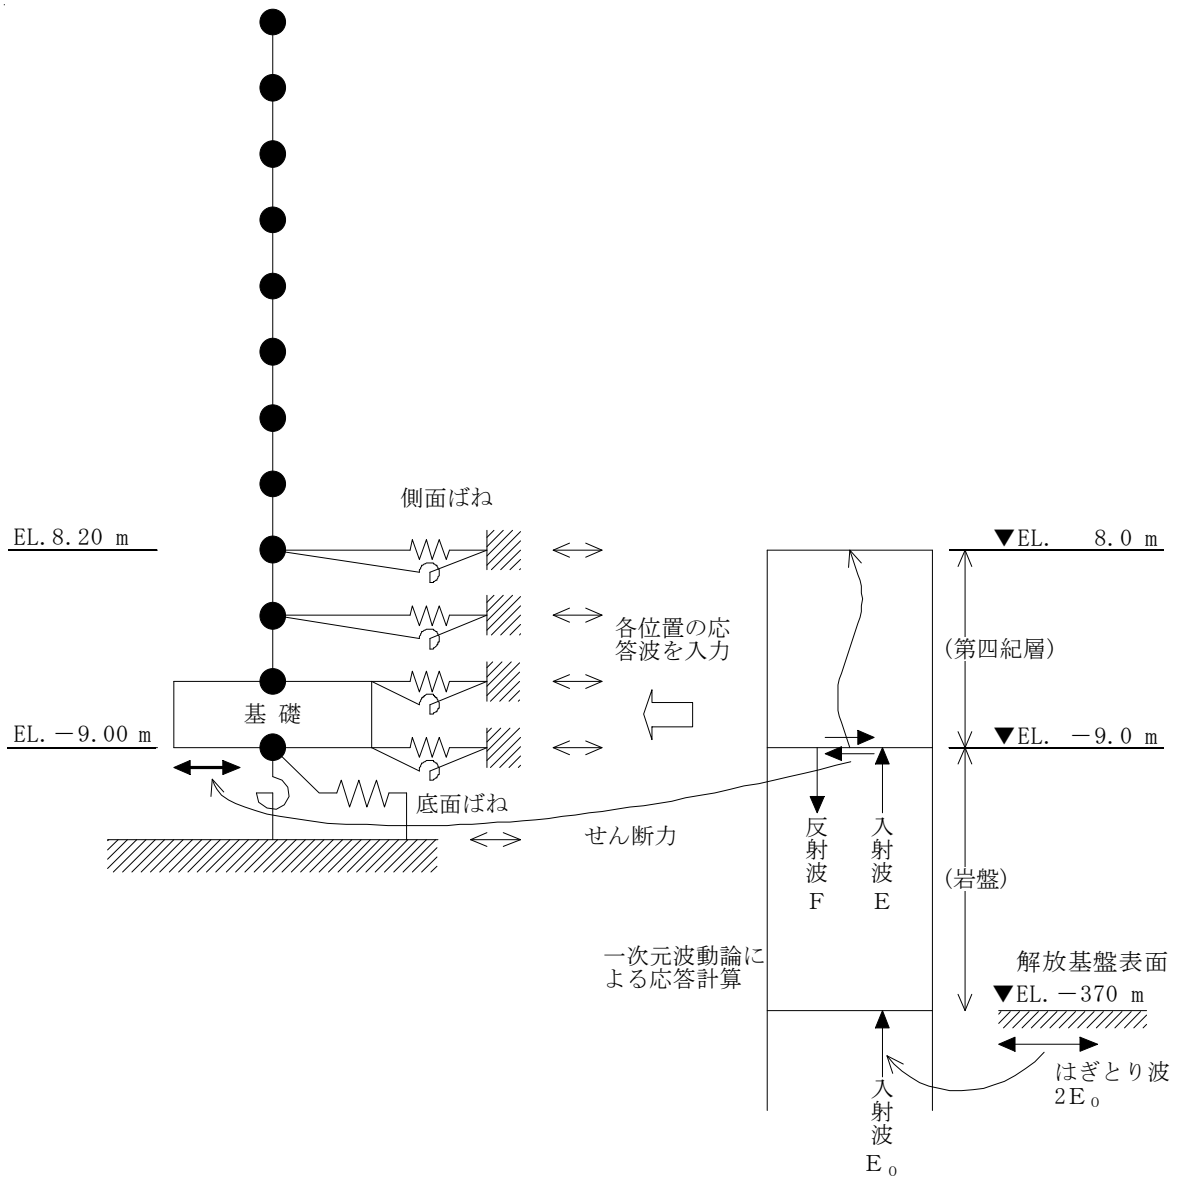 側面ばね
EL.8.20 m
▼EL. 8.0 m
各位置の応
答波を入力
(第四紀層)
基 礎
EL.－9.00 m
▼EL. －9.0 m
底面ばね
せん断力
反射波F
入射波E
(岩盤)
一次元波動論に
よる応答計算
解放基盤表面
▼EL.－370 m
はぎとり波
2E₀
入射波E₀